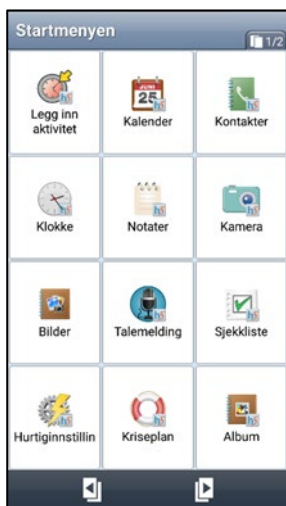 Startmenyen
1/2
Legg inn
aktivitet
JUNI
25
Kalender
Kontakter
Klokke
Notater
Kamera
Bilder
Talemelding
Sjekkliste
Hurtiginnstillin
Kriseplan
Album